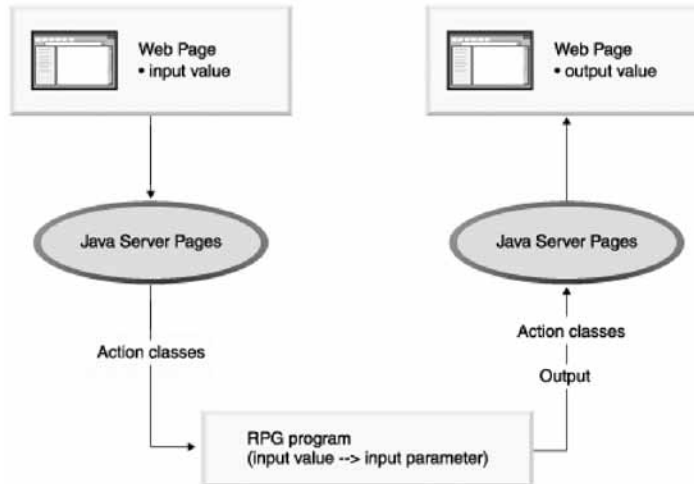 Web Page
• input value
Java Server Pages
Action classes
RPG program
(input value --> input parameter)
Output
Action classes
Java Server Pages
Web Page
• output value